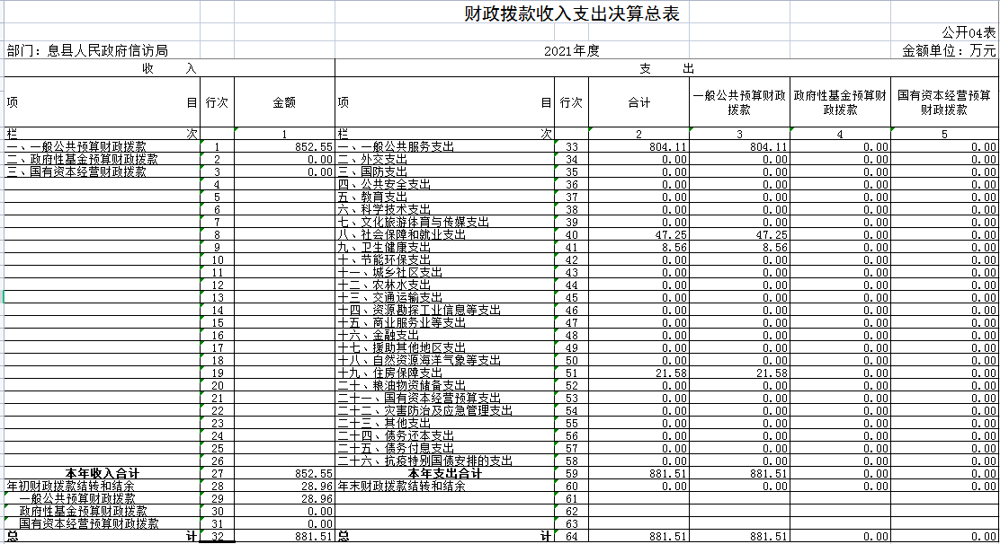 财政拨款收入支出决算总表
公开04表
部门：息县人民政府信访局 2021年度 金额单位：万元
收 入 支 出
项 目 行次 金额 项 目 行次 合计 一般公共预算财政拨款 政府性基金预算财政拨款 国有资本经营预算财政拨款
栏 次 1 栏 次 2 3 4 5
一、一般公共预算财政拨款 1 852.55 一、一般公共服务支出 33 804.11 804.11 0.00 0.00
二、政府性基金预算财政拨款 2 0.00 二、外交支出 34 0.00 0.00 0.00 0.00
三、国有资本经营财政拨款 3 0.00 三、国防支出 35 0.00 0.00 0.00 0.00
4 四、公共安全支出 36 0.00 0.00 0.00 0.00
5 五、教育支出 37 0.00 0.00 0.00 0.00
6 六、科学技术支出 38 0.00 0.00 0.00 0.00
7 七、文化旅游体育与传媒支出 39 0.00 0.00 0.00 0.00
8 八、社会保障和就业支出 40 47.25 47.25 0.00 0.00
9 九、卫生健康支出 41 8.56 8.56 0.00 0.00
10 十、节能环保支出 42 0.00 0.00 0.00 0.00
11 十一、城乡社区支出 43 0.00 0.00 0.00 0.00
12 十二、农林水支出 44 0.00 0.00 0.00 0.00
13 十三、交通运输支出 45 0.00 0.00 0.00 0.00
14 十四、资源勘探工业信息等支出 46 0.00 0.00 0.00 0.00
15 十五、商业服务业等支出 47 0.00 0.00 0.00 0.00
16 十六、金融支出 48 0.00 0.00 0.00 0.00
17 十七、援助其他地区支出 49 0.00 0.00 0.00 0.00
18 十八、自然资源海洋气象等支出 50 0.00 0.00 0.00 0.00
19 十九、住房保障支出 51 21.58 21.58 0.00 0.00
20 二十、粮油物资储备支出 52 0.00 0.00 0.00 0.00
21 二十一、国有资本经营预算支出 53 0.00 0.00 0.00 0.00
22 二十二、灾害防治及应急管理支出 54 0.00 0.00 0.00 0.00
23 二十三、其他支出 55 0.00 0.00 0.00 0.00
24 二十四、债务还本支出 56 0.00 0.00 0.00 0.00
25 二十五、债务付息支出 57 0.00 0.00 0.00 0.00
26 二十六、抗疫特别国债安排的支出 58 0.00 0.00 0.00 0.00
本年收入合计 27 852.55 本年支出合计 59 881.51 881.51 0.00 0.00
年初财政拨款结转和结余 28 28.96 年末财政拨款结转和结余 60 0.00 0.00 0.00 0.00
一般公共预算财政拨款 29 28.96 61
政府性基金预算财政拨款 30 0.00 62
国有资本经营预算财政拨款 31 0.00 63
总 计 32 881.51 总 计 64 881.51 881.51 0.00 0.00